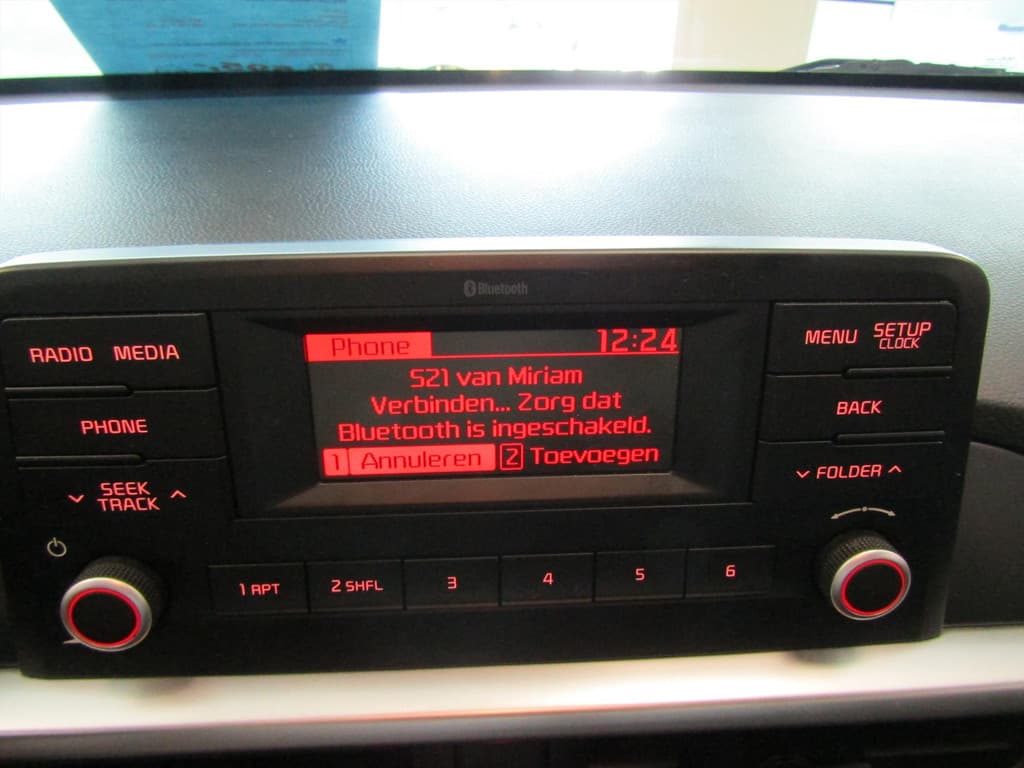 Bluetooth
RADIO MEDIA
PHONE
SEEK
TRACK
Phone 12:24
S21 van Miriam
Verbinden... Zorg dat
Bluetooth is ingeschakeld.
1 Annuleren 2 Toevoegen
MENU SETUP
CLOCK
BACK
FOLDER
1 RPT 2 SHFL 3 4 5 6